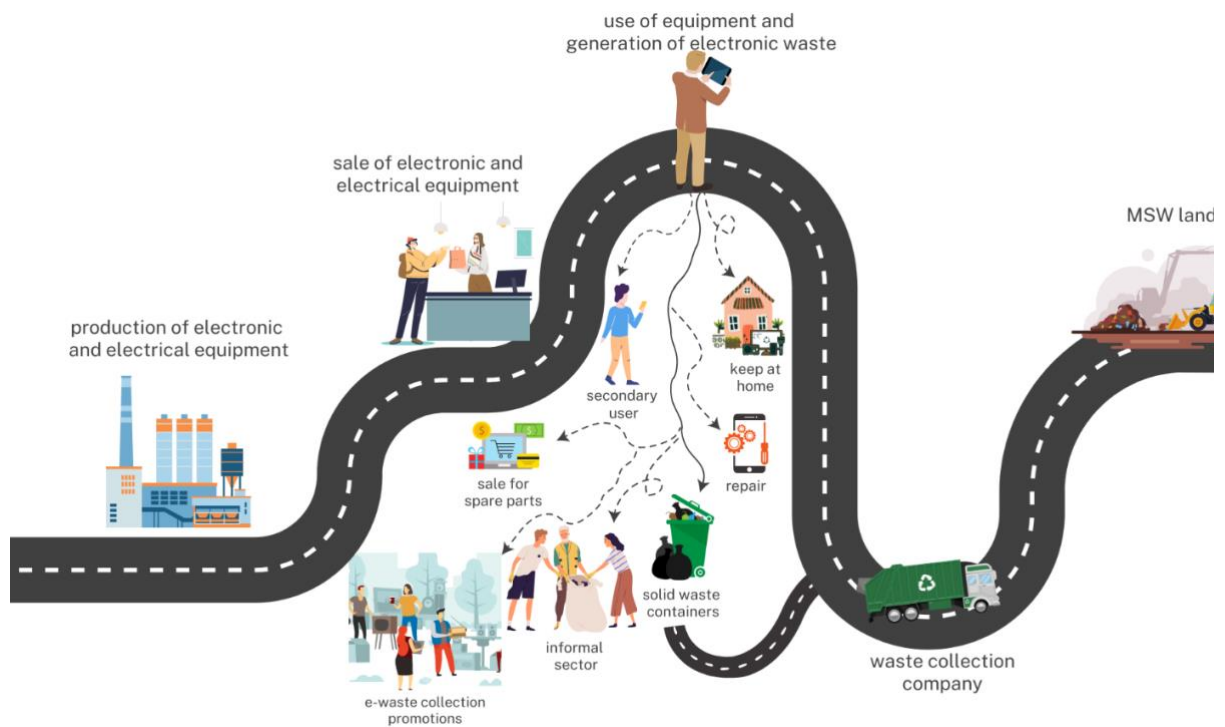 use of equipment and
generation of electronic waste
sale of electronic and
electrical equipment
MSW land
production of electronic
and electrical equipment
secondary
user
keep at
home
sale for
spare parts
repair
solid waste
containers
informal
sector
waste collection
company
e-waste collection
promotions